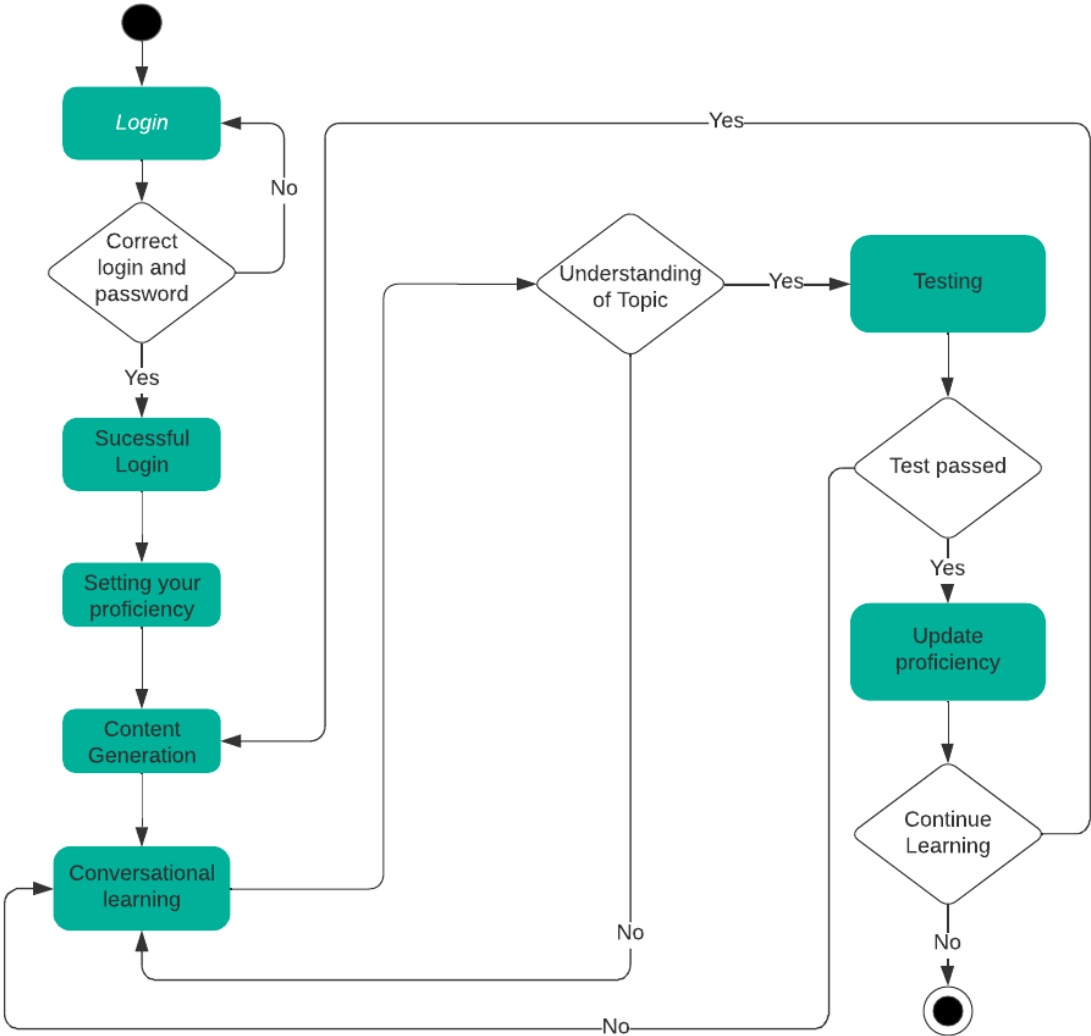 Login
No
Correct
login and
password
Yes
Sucessful
Login
Setting your
proficiency
Content
Generation
Conversational
learning
Understanding
of Topic
No
Yes
Testing
Test passed
No
Yes
Update
proficiency
Continue
Learning
Yes
No